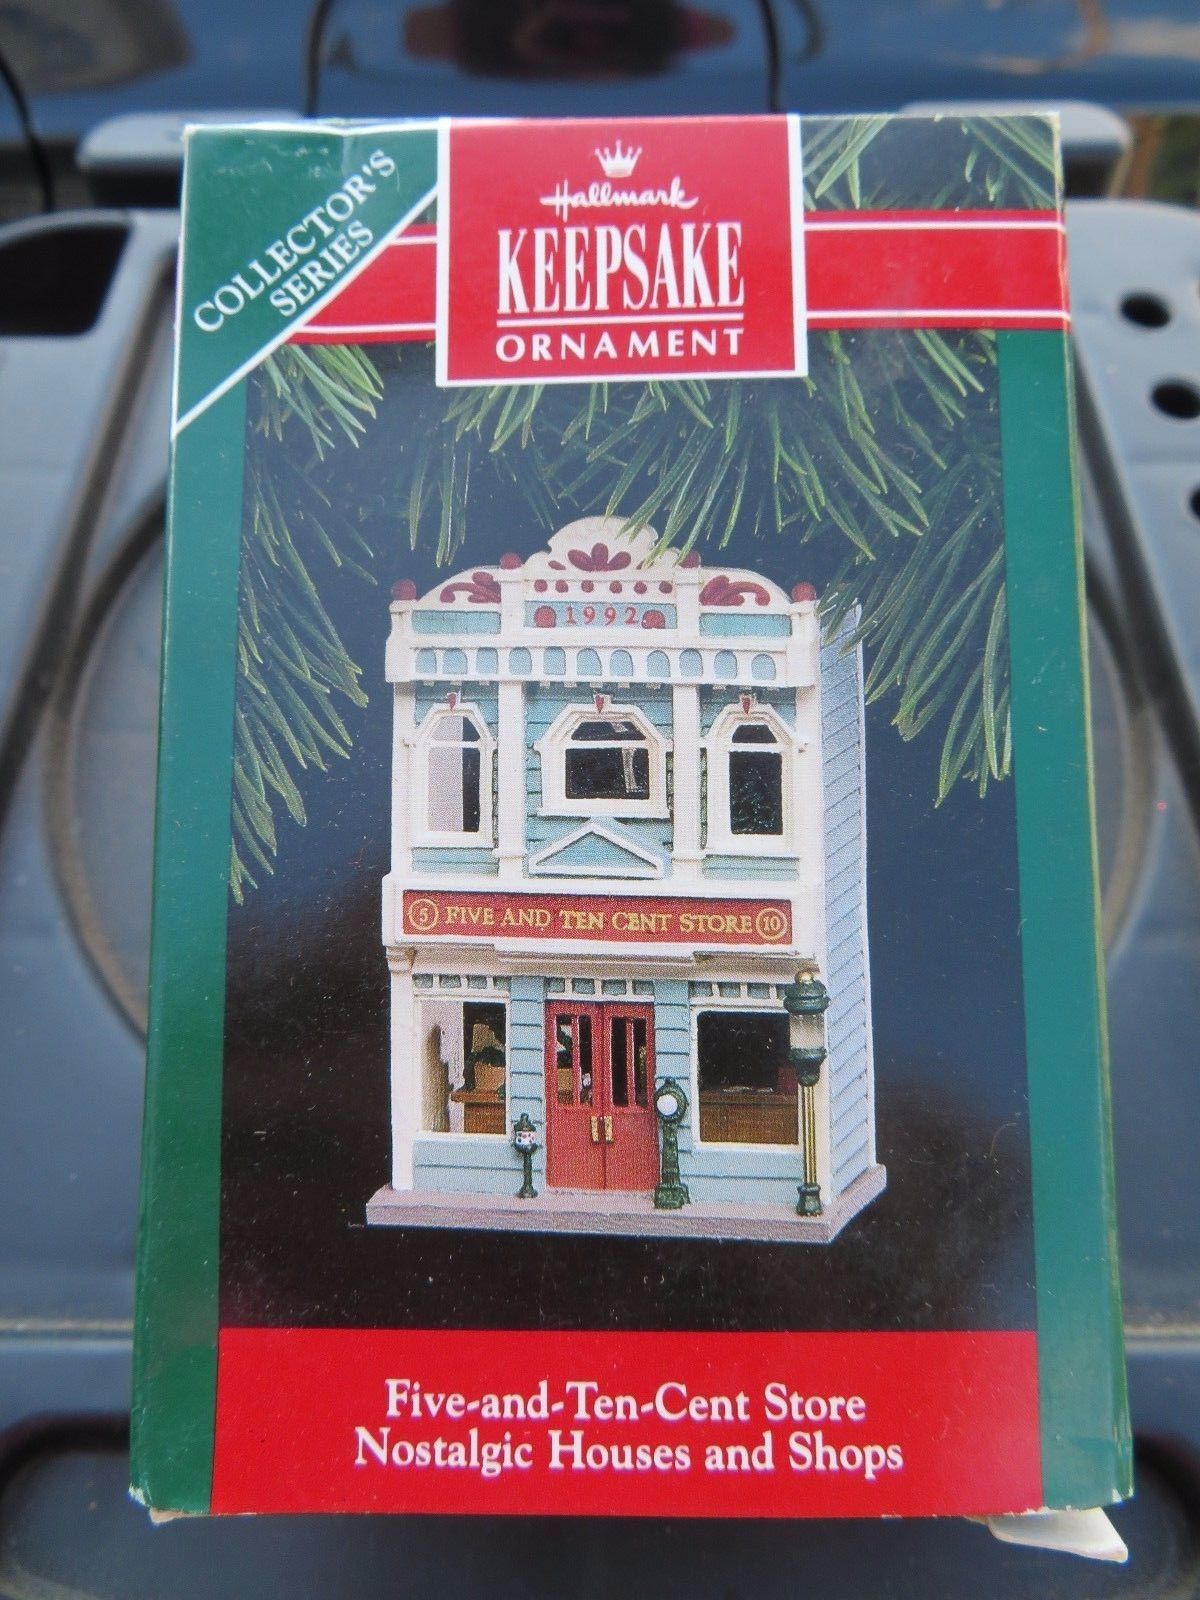 COLLECTOR'S
SERIES
Hallmark
KEEPSAKE
ORNAMENT
1992
5 FIVE AND TEN CENT STORE 10
Five-and-Ten-Cent Store
Nostalgic Houses and Shops